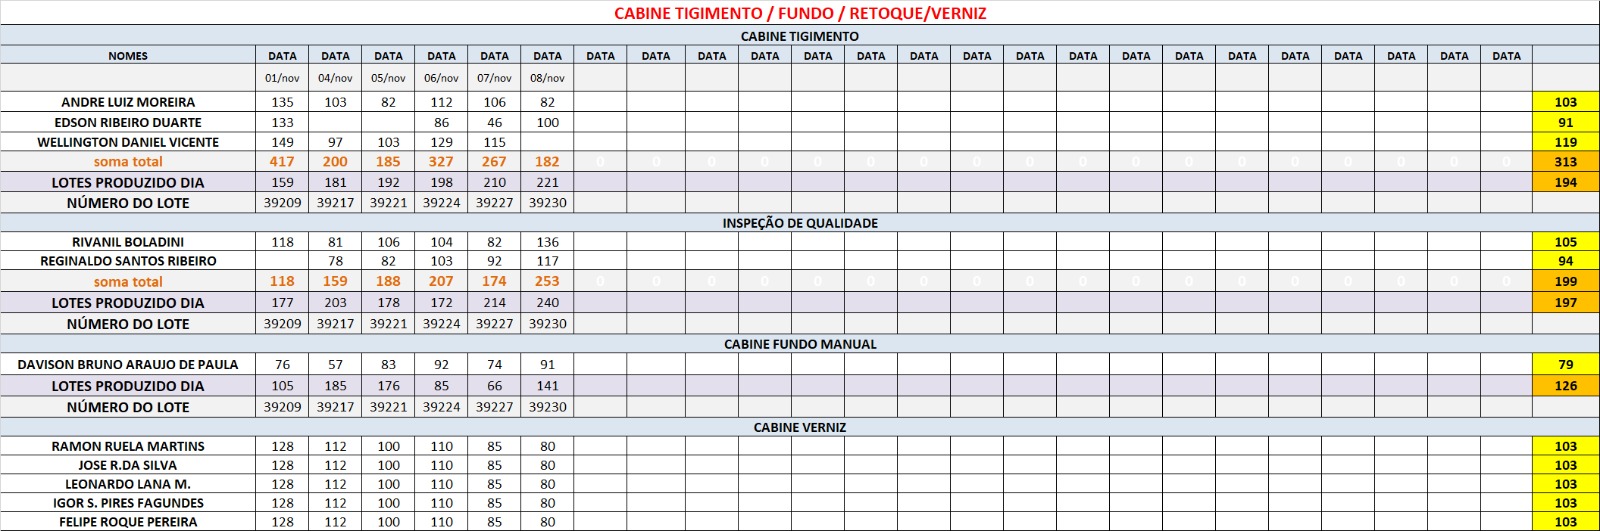 CABINE TIGIMENTO / FUNDO / RETOQUE/VERNIZ
CABINE TIGIMENTO
NOMES DATA DATA DATA DATA DATA DATA DATA DATA DATA DATA DATA DATA DATA DATA DATA DATA DATA DATA DATA DATA DATA DATA DATA DATA
01/nov 04/nov 05/nov 06/nov 07/nov 08/nov
ANDRE LUIZ MOREIRA 135 103 82 112 106 82 103
EDSON RIBEIRO DUARTE 133 86 46 100 91
WELLINGTON DANIEL VICENTE 149 97 103 129 115 119
soma total 417 200 185 327 267 182 0 0 0 0 0 0 0 0 0 0 0 0 0 0 0 0 0 0 313
LOTES PRODUZIDO DIA 159 181 192 198 210 221 194
NÚMERO DO LOTE 39209 39217 39221 39224 39227 39230
INSPEÇÃO DE QUALIDADE
RIVANIL BOLADINI 118 81 106 104 82 136 105
REGINALDO SANTOS RIBEIRO 78 82 103 92 117 94
soma total 118 159 188 207 174 253 0 0 0 0 0 0 0 0 0 0 0 0 0 0 0 0 0 0 199
LOTES PRODUZIDO DIA 177 203 178 172 214 240 197
NÚMERO DO LOTE 39209 39217 39221 39224 39227 39230
CABINE FUNDO MANUAL
DAVISON BRUNO ARAUJO DE PAULA 76 57 83 92 74 91 79
LOTES PRODUZIDO DIA 105 185 176 85 66 141 126
NÚMERO DO LOTE 39209 39217 39221 39224 39227 39230
CABINE VERNIZ
RAMON RUELA MARTINS 128 112 100 110 85 80 103
JOSE R.DA SILVA 128 112 100 110 85 80 103
LEONARDO LANA M. 128 112 100 110 85 80 103
IGOR S. PIRES FAGUNDES 128 112 100 110 85 80 103
FELIPE ROQUE PEREIRA 128 112 100 110 85 80 103